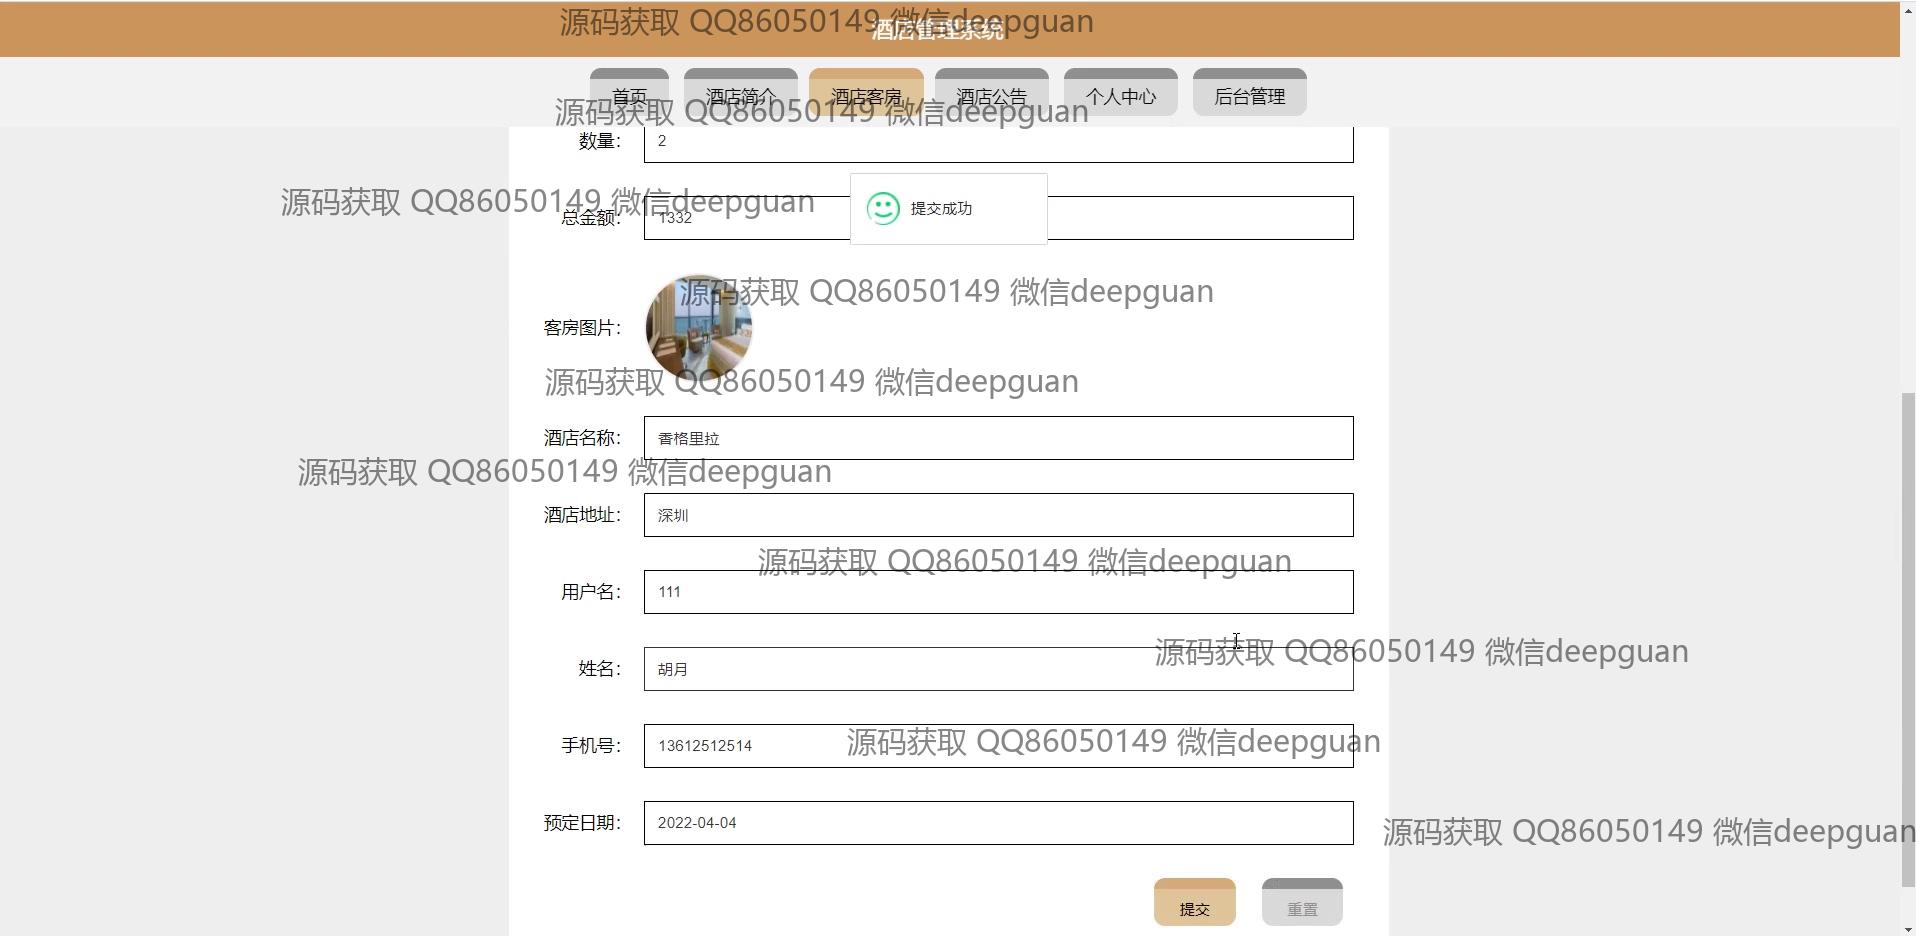 源码获取 QQ86050149 微信deepguan
酒店管理系统
首页 酒店简介 酒店客房 酒店公告 个人中心 后台管理
源码获取 QQ86050149 微信deepguan
数量： 2
源码获取 QQ86050149 微信deepguan
提交成功
总金额： 1332
源码获取 QQ86050149 微信deepguan
客房图片：
源码获取 QQ86050149 微信deepguan
酒店名称： 香格里拉
源码获取 QQ86050149 微信deepguan
酒店地址： 深圳
源码获取 QQ86050149 微信deepguan
用户名： 111
源码获取 QQ86050149 微信deepguan
姓名： 胡月
源码获取 QQ86050149 微信deepguan
手机号： 13612512514
预定日期： 2022-04-04
源码获取 QQ86050149 微信deepguan
提交 重置